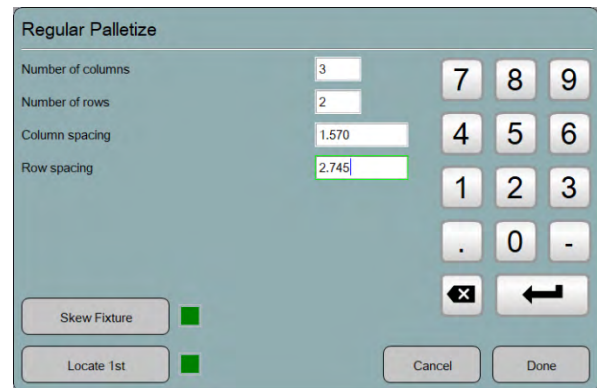 Regular Palletize
Number of columns 3
Number of rows 2
Column spacing 1.570
Row spacing 2.745
7 8 9
4 5 6
1 2 3
. 0 -
Skew Fixture
Locate 1st
Cancel Done